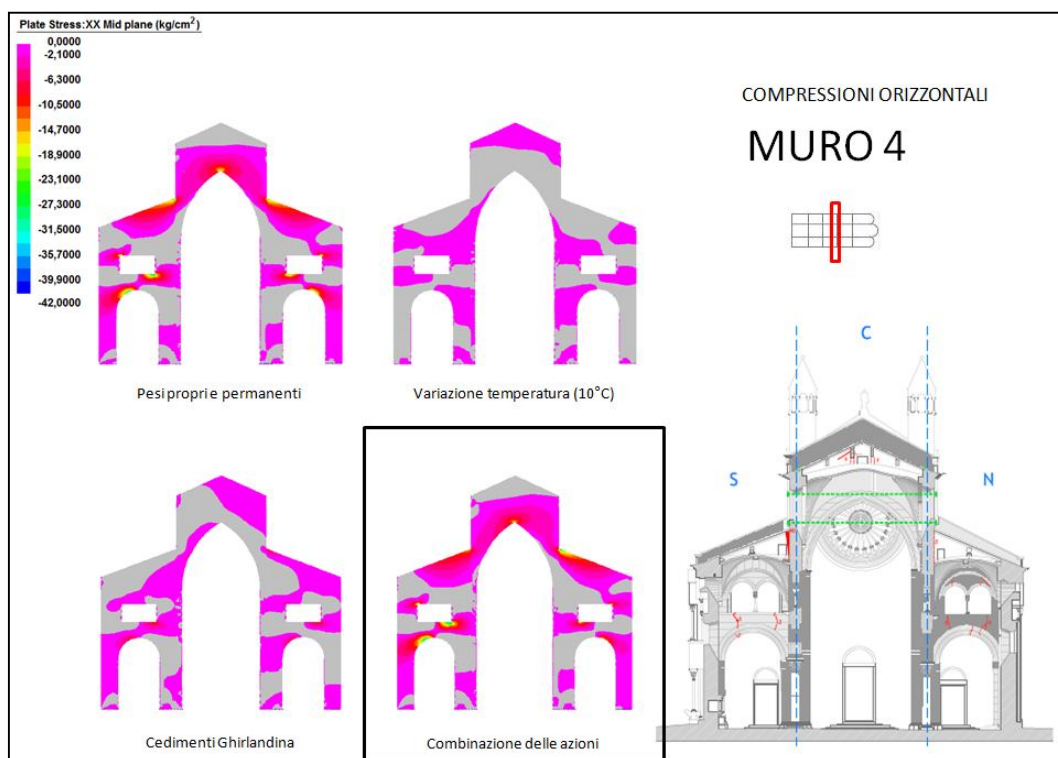 Plate Stress:XX Mid plane (kg/cm²)
0,0000
-2,1000
-6,3000
-10,5000
-14,7000
-18,9000
-23,1000
-27,3000
-31,5000
-35,7000
-39,9000
-42,0000
COMPRESSIONI ORIZZONTALI
MURO 4
Pesi propri e permanenti
Variazione temperatura (10°C)
C
S
N
Cedimenti Ghirlandina
Combinazione delle azioni